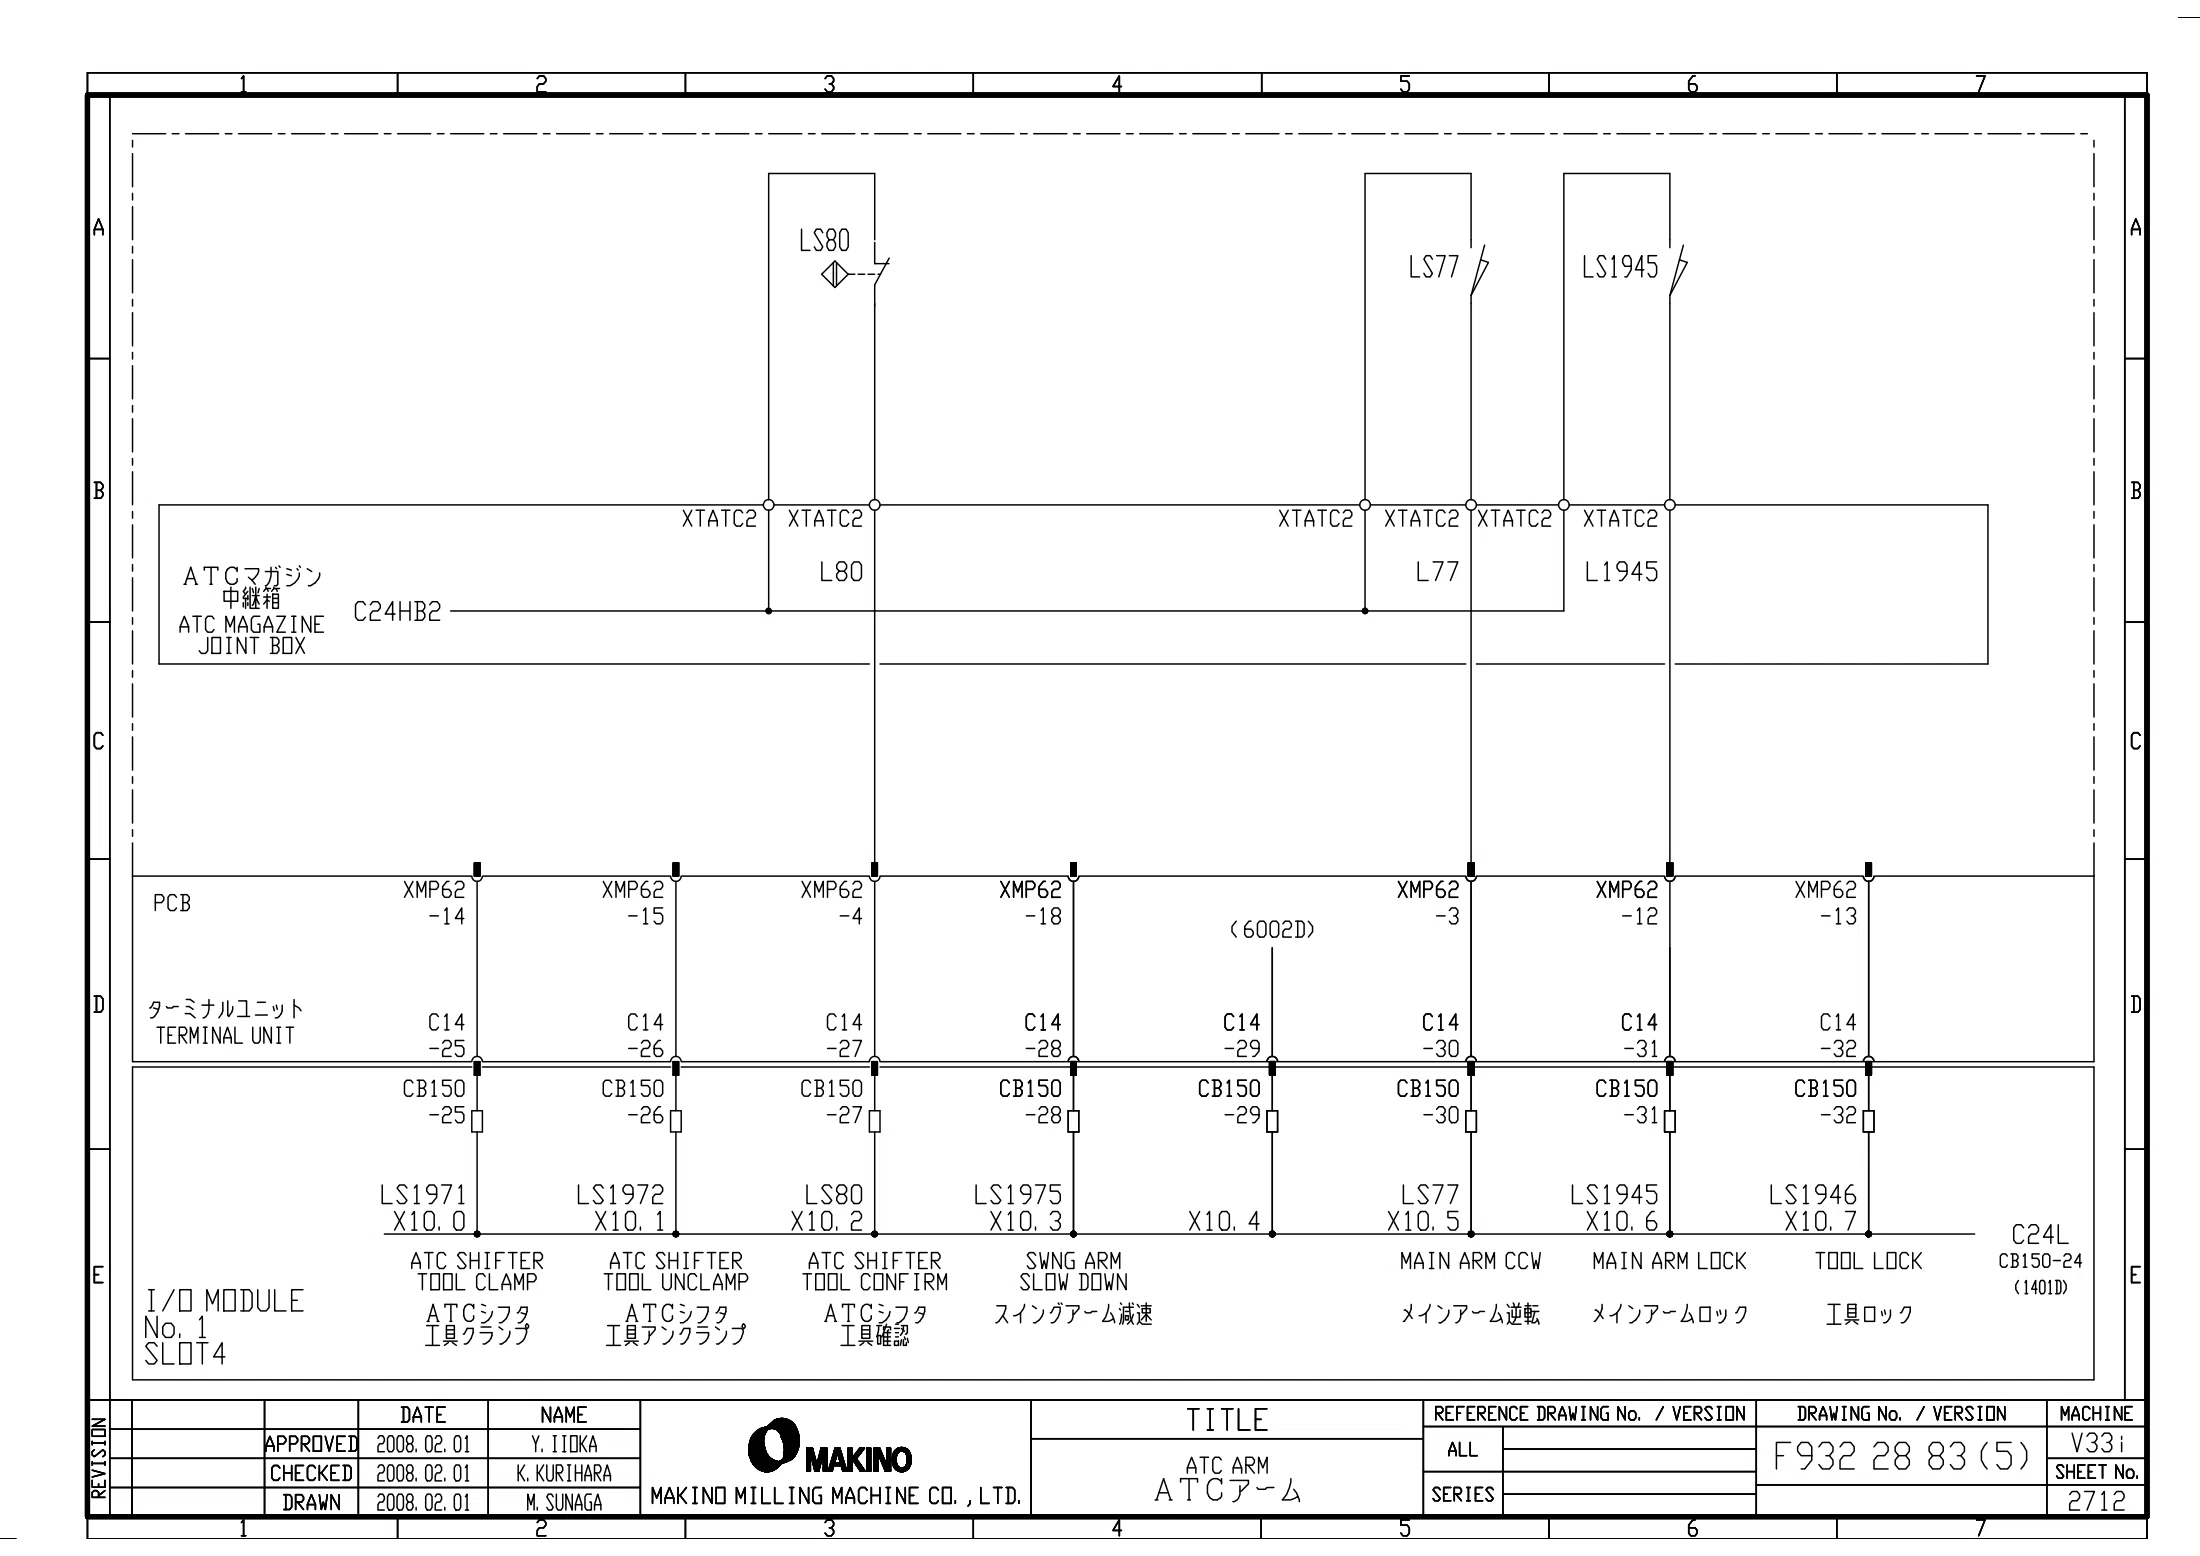 1 2 3 4 5 6 7
A A
LS80
LS77
LS1945
B B
XTATC2 XTATC2 XTATC2 XTATC2 XTATC2 XTATC2
L80 L77 L1945
ATCマガジン
中継箱
ATC MAGAZINE
JOINT BOX
C24HB2
C C
PCB
XMP62 XMP62 XMP62 XMP62 XMP62 XMP62 XMP62
-14 -15 -4 -18 -3 -12 -13
(6002D)
D D
ターミナルユニット
TERMINAL UNIT
C14 C14 C14 C14 C14 C14 C14 C14
-25 -26 -27 -28 -29 -30 -31 -32
CB150 CB150 CB150 CB150 CB150 CB150 CB150 CB150
-25 -26 -27 -28 -29 -30 -31 -32
LS1971 LS1972 LS80 LS1975 LS77 LS1945 LS1946
X10.0 X10.1 X10.2 X10.3 X10.4 X10.5 X10.6 X10.7
C24L
CB150-24
(1401D)
E E
ATC SHIFTER
TOOL CLAMP
ATCシフタ
工具クランプ
ATC SHIFTER
TOOL UNCLAMP
ATCシフタ
工具アンクランプ
ATC SHIFTER
TOOL CONFIRM
ATCシフタ
工具確認
SWNG ARM
SLOW DOWN
スイングアーム減速
MAIN ARM CCW
メインアーム逆転
MAIN ARM LOCK
メインアームロック
TOOL LOCK
工具ロック
I/O MODULE
No. 1
SLOT4
REVISION
DATE NAME
APPROVED 2008.02.01 Y. IIOKA
CHECKED 2008.02.01 K. KURIHARA
DRAWN 2008.02.01 M. SUNAGA
MAKINO
MAKINO MILLING MACHINE CO., LTD.
TITLE
ATC ARM
ATCアーム
REFERENCE DRAWING No. / VERSION
ALL
SERIES
DRAWING No. / VERSION
F932 28 83(5)
MACHINE
V33i
SHEET No.
2712
1 2 3 4 5 6 7